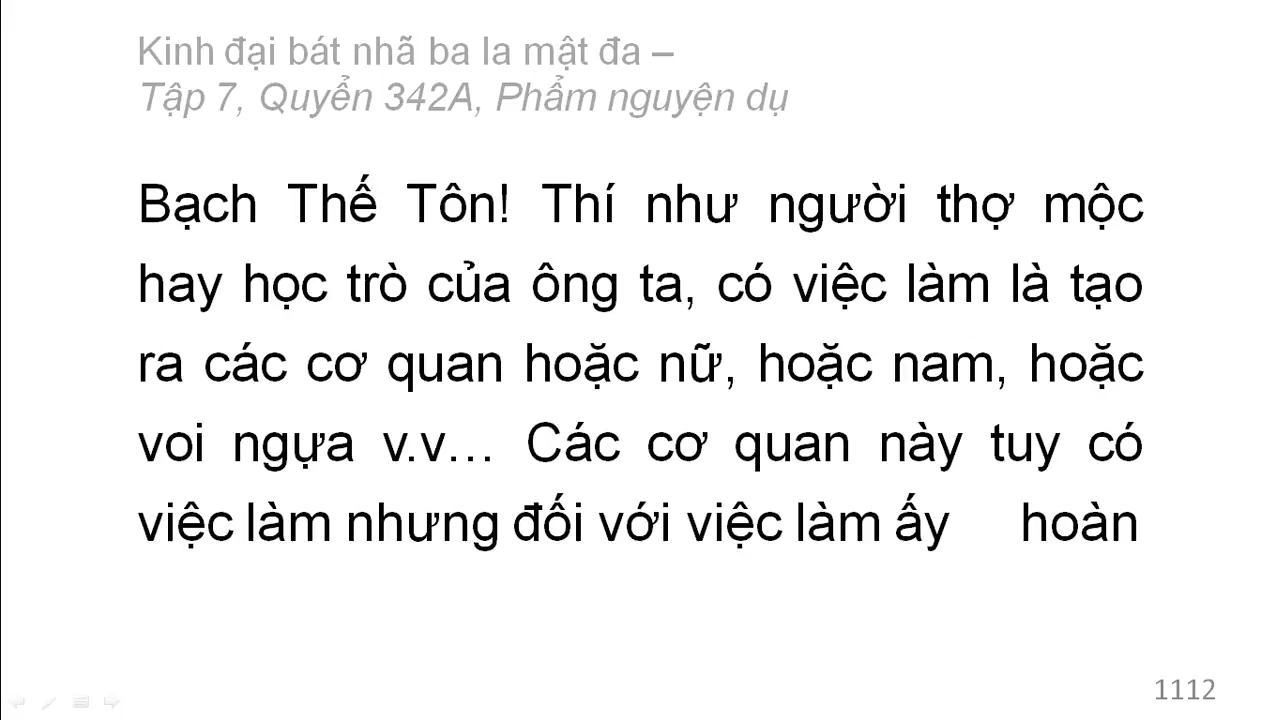 Kinh đại bát nhã ba la mật đa –
Tập 7, Quyển 342A, Phẩm nguyện dụ
Bạch Thế Tôn! Thí như người thợ mộc
hay học trò của ông ta, có việc làm là tạo
ra các cơ quan hoặc nữ, hoặc nam, hoặc
voi ngựa v.v… Các cơ quan này tuy có
việc làm nhưng đối với việc làm ấy hoàn
1112